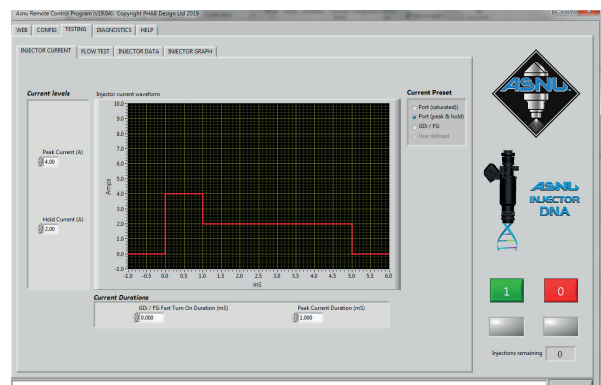 Asnu Remote Control Program (v19.04). Copyright PHAB Design Ltd 2019
WEB CONFIG TESTING DIAGNOSTICS HELP
INJECTOR CURRENT FLOW TEST INJECTOR DATA INJECTOR GRAPH
Current levels
Peak Current (A)
4.00
Hold Current (A)
2.00
Injector current waveform
10.0
9.0
8.0
7.0
6.0
5.0
4.0
3.0
2.0
1.0
0.0
-1.0
Amps
-1.0 -0.5 0.0 0.5 1.0 1.5 2.0 2.5 3.0 3.5 4.0 4.5 5.0 5.5 6.0
mS
Current Preset
Port (saturated))
Port (peak & hold)
GDi / FSi
User defined
Current Durations
GDi / FSi Fast Turn On Duration (mS)
0.000
Peak Current Duration (mS)
1.000
ASNU
ASNU
INJECTOR
DNA
1 0
Injections remaining 0